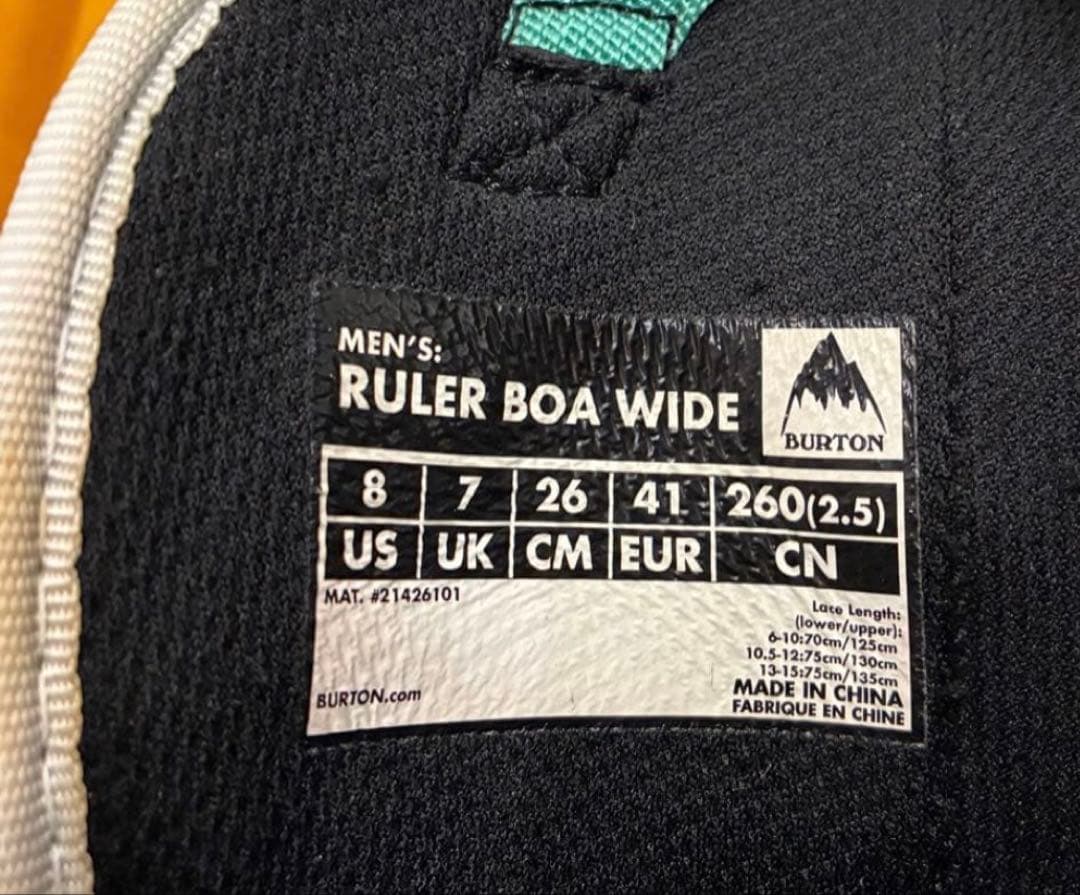 MEN'S:
RULER BOA WIDE
BURTON
8 7 26 41 260(2.5)
US UK CM EUR CN
MAT. #21426101
Lace Length:
(lower/upper):
6-10:70cm/125cm
10.5-12:75cm/130cm
13-15:75cm/135cm
MADE IN CHINA
FABRIQUE EN CHINE
BURTON.com